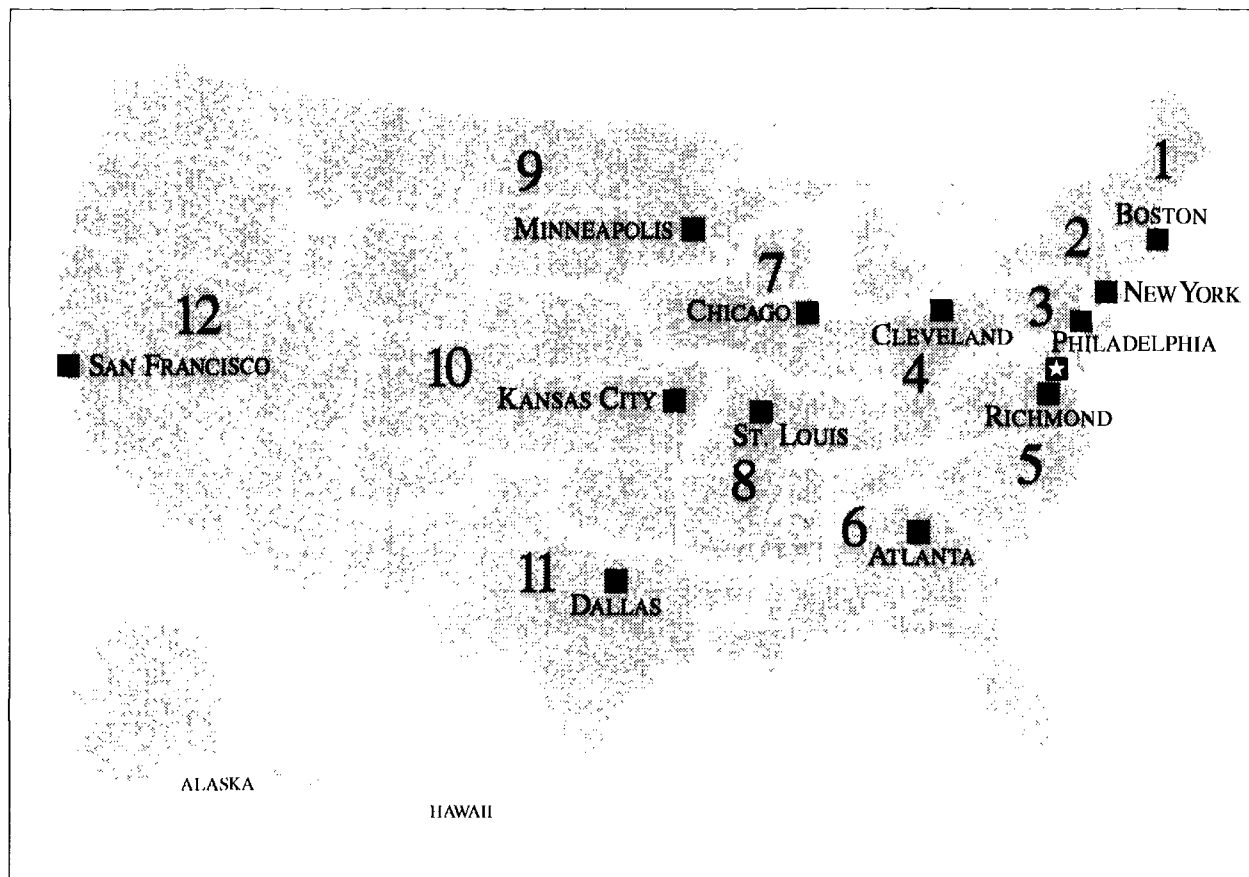 1
9
BOSTON
MINNEAPOLIS
2
7
NEW YORK
3
12
CHICAGO
CLEVELAND
PHILADELPHIA
SAN FRANCISCO
10
4
KANSAS CITY
RICHMOND
ST. LOUIS
5
8
6
ATLANTA
11
DALLAS
ALASKA
HAWAII